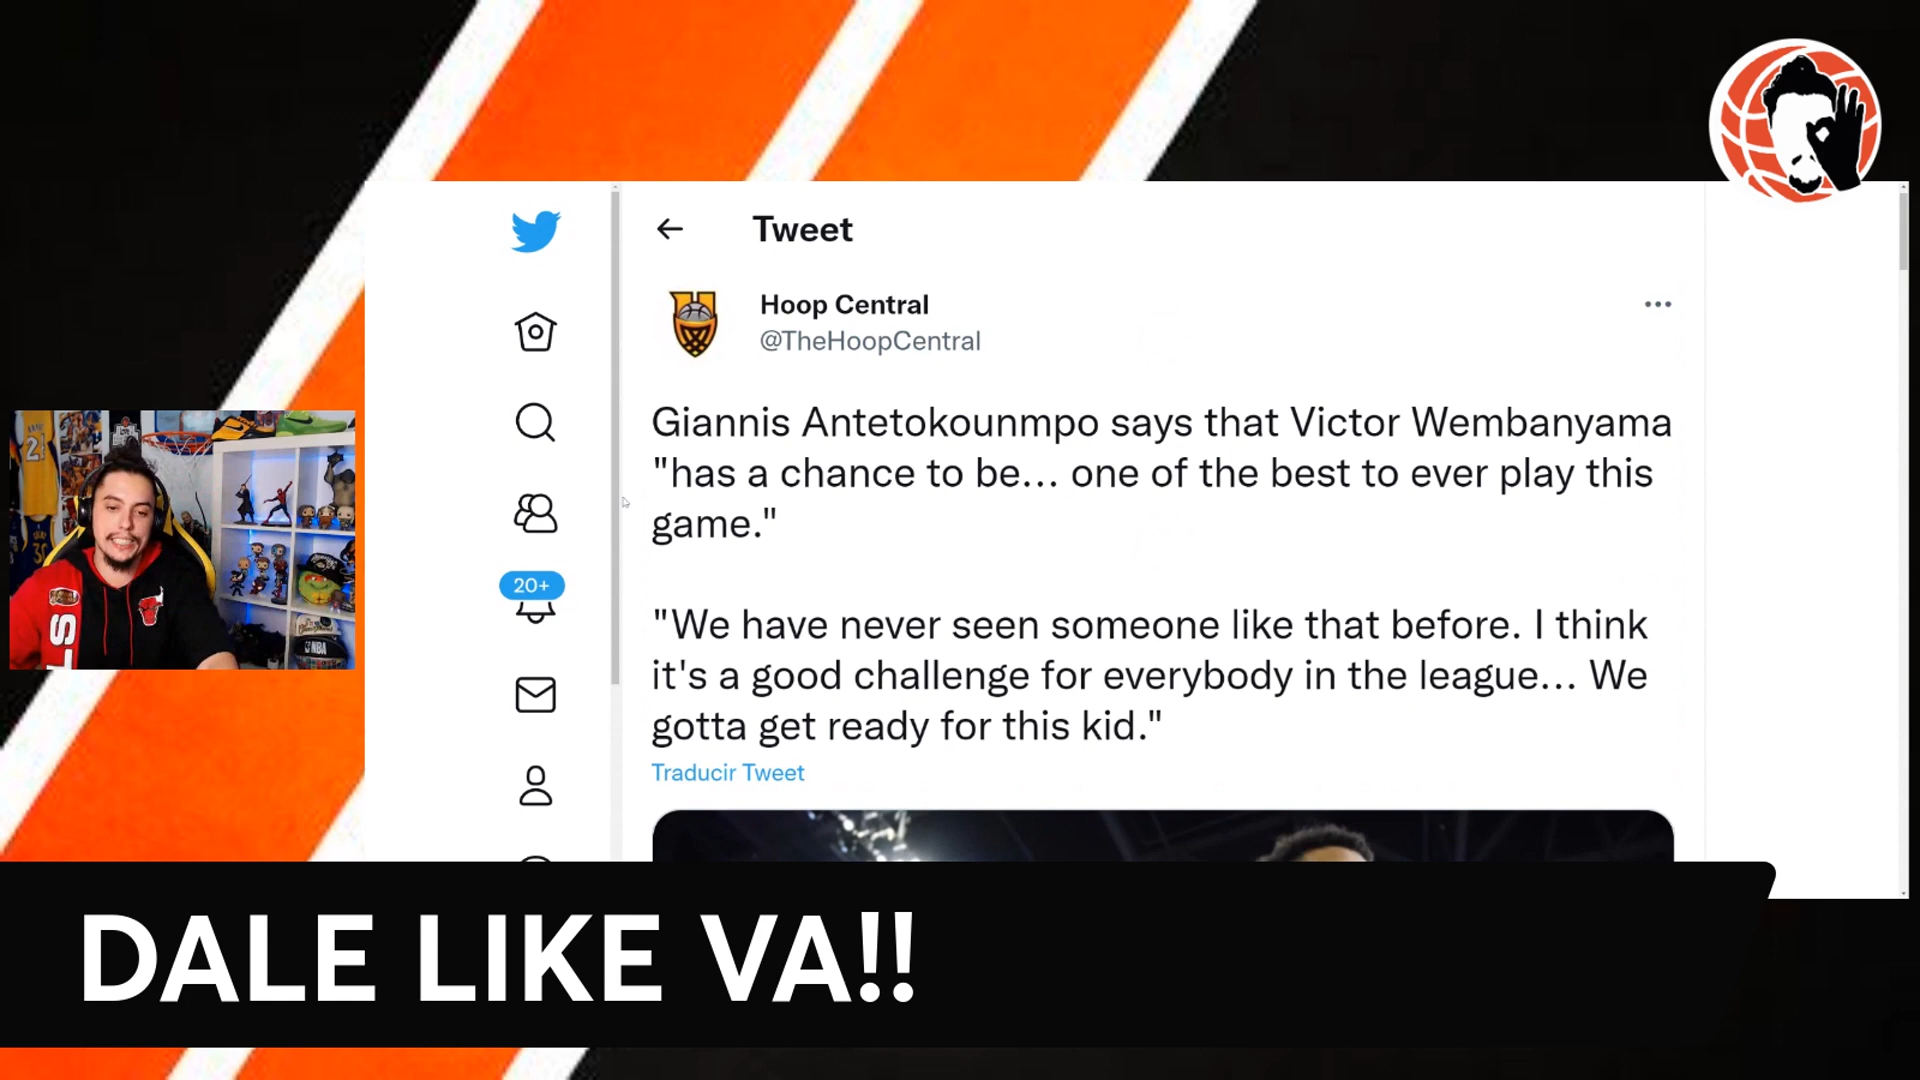 Tweet
Hoop Central
@TheHoopCentral
Giannis Antetokounmpo says that Victor Wembanyama
"has a chance to be... one of the best to ever play this
game."
"We have never seen someone like that before. I think
it's a good challenge for everybody in the league... We
gotta get ready for this kid."
Traducir Tweet
20+
NBA
DALE LIKE VA!!